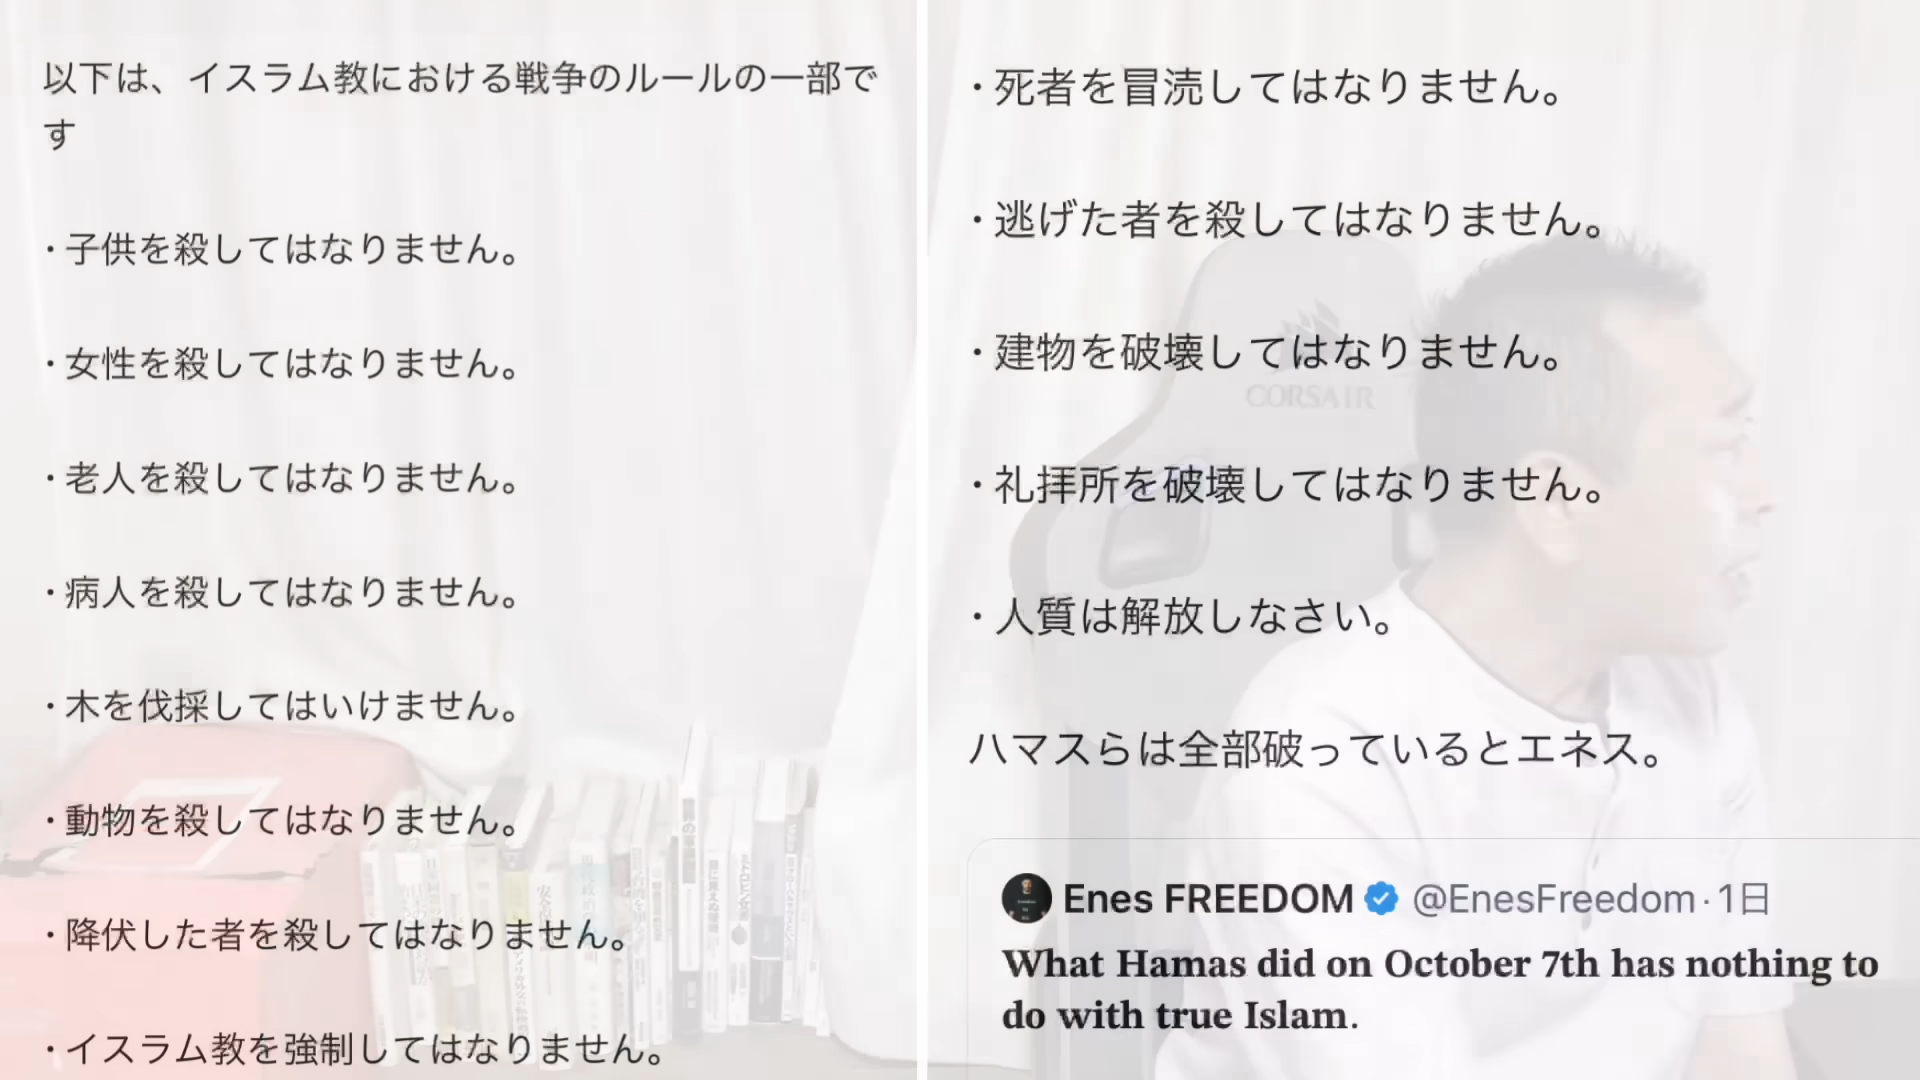 以下は、イスラム教における戦争のルールの一部で
す
・子供を殺してはなりません。
・女性を殺してはなりません。
・老人を殺してはなりません。
・病人を殺してはなりません。
・木を伐採してはいけません。
・動物を殺してはなりません。
・降伏した者を殺してはなりません。
・イスラム教を強制してはなりません。
・死者を冒涜してはなりません。
・逃げた者を殺してはなりません。
・建物を破壊してはなりません。
・礼拝所を破壊してはなりません。
・人質は解放しなさい。
ハマスらは全部破っているとエネス。
Enes FREEDOM @EnesFreedom・1日
What Hamas did on October 7th has nothing to
do with true Islam.
CORSAIR